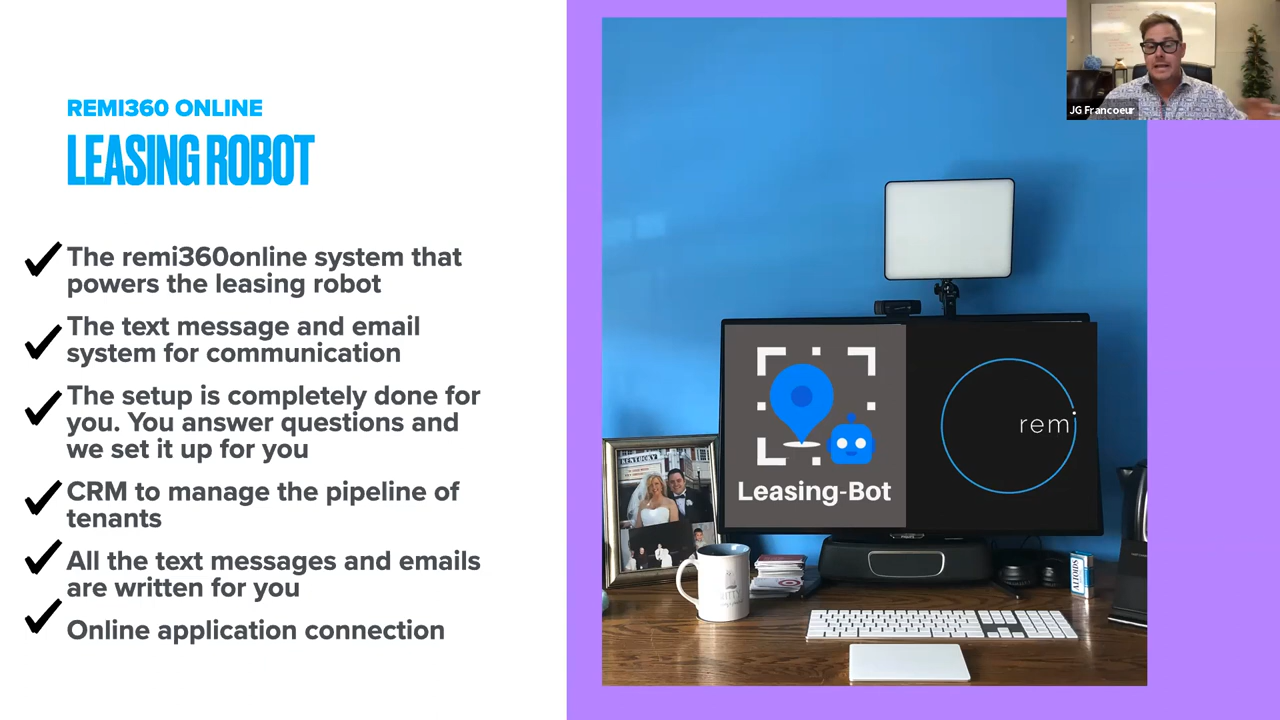 REMI360 ONLINE
LEASING ROBOT
The remi360online system that
powers the leasing robot
The text message and email
system for communication
The setup is completely done for
you. You answer questions and
we set it up for you
CRM to manage the pipeline of
tenants
All the text messages and emails
are written for you
Online application connection
JG Francoeur
Leasing-Bot
remi
KENTUCKY
ALTOIDS